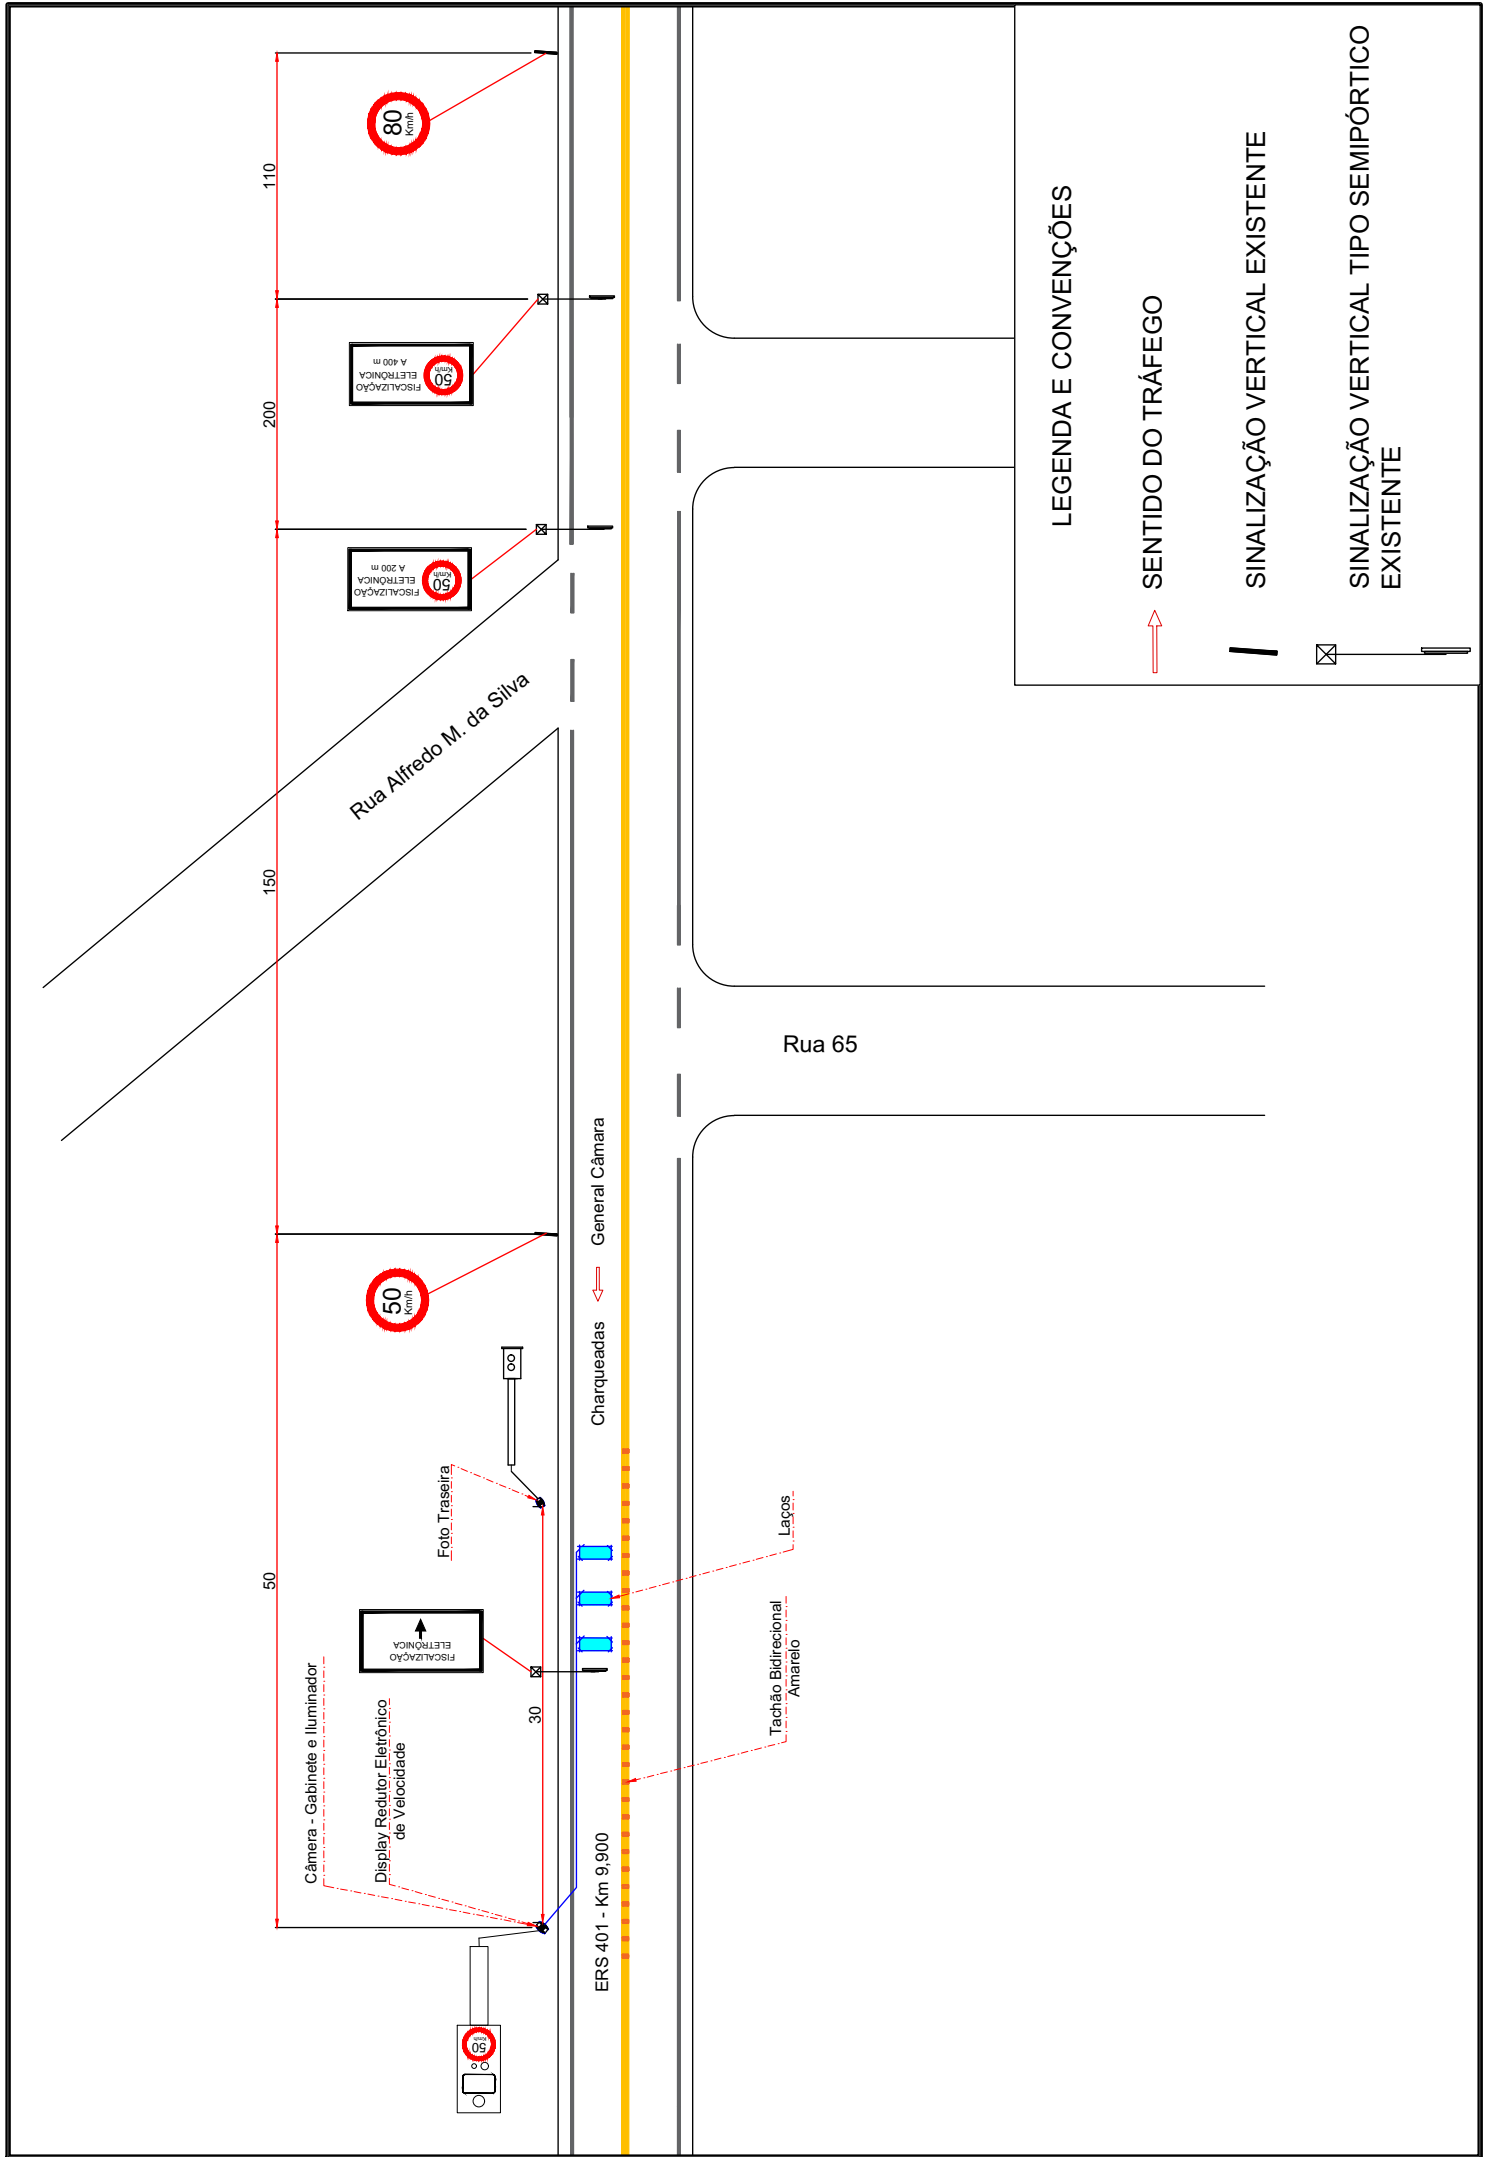 80
Km/h
110
FISCALIZAÇÃO
ELETRÔNICA
A 400 m
50
Km/h
200
FISCALIZAÇÃO
ELETRÔNICA
A 200 m
50
Km/h
150
Rua Alfredo M. da Silva
Rua 65
General Câmara
Charqueadas
50
Km/h
50
Foto Traseira
FISCALIZAÇÃO
ELETRÔNICA
30
Câmera - Gabinete e Iluminador
Display Redutor Eletrônico
de Velocidade
Laços
Tachão Bidirecional
Amarelo
ERS 401 - Km 9,900
50
Km/h
LEGENDA E CONVENÇÕES
SENTIDO DO TRÁFEGO
SINALIZAÇÃO VERTICAL EXISTENTE
SINALIZAÇÃO VERTICAL TIPO SEMIPÓRTICO
EXISTENTE